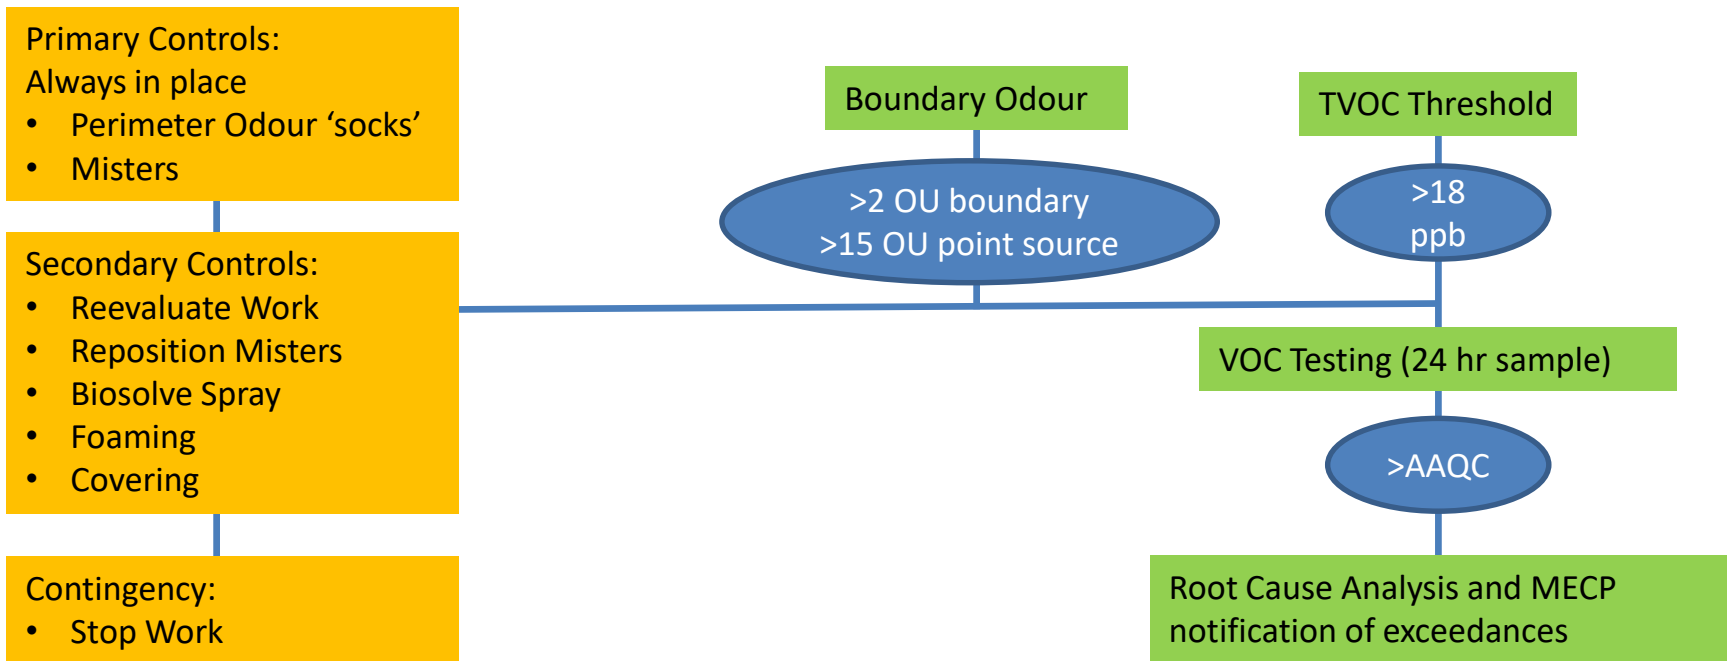 Primary Controls:
Always in place
• Perimeter Odour ‘socks’
• Misters
Secondary Controls:
• Reevaluate Work
• Reposition Misters
• Biosolve Spray
• Foaming
• Covering
Contingency:
• Stop Work
Boundary Odour
>2 OU boundary
>15 OU point source
TVOC Threshold
>18
ppb
VOC Testing (24 hr sample)
>AAQC
Root Cause Analysis and MECP
notification of exceedances